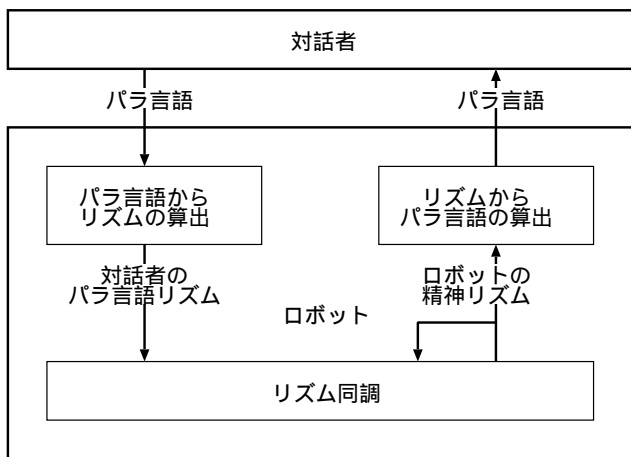 対話者
パラ言語
パラ言語
パラ言語から
リズムの算出
リズムから
パラ言語の算出
対話者の
パラ言語リズム
ロボットの
精神リズム
ロボット
リズム同調